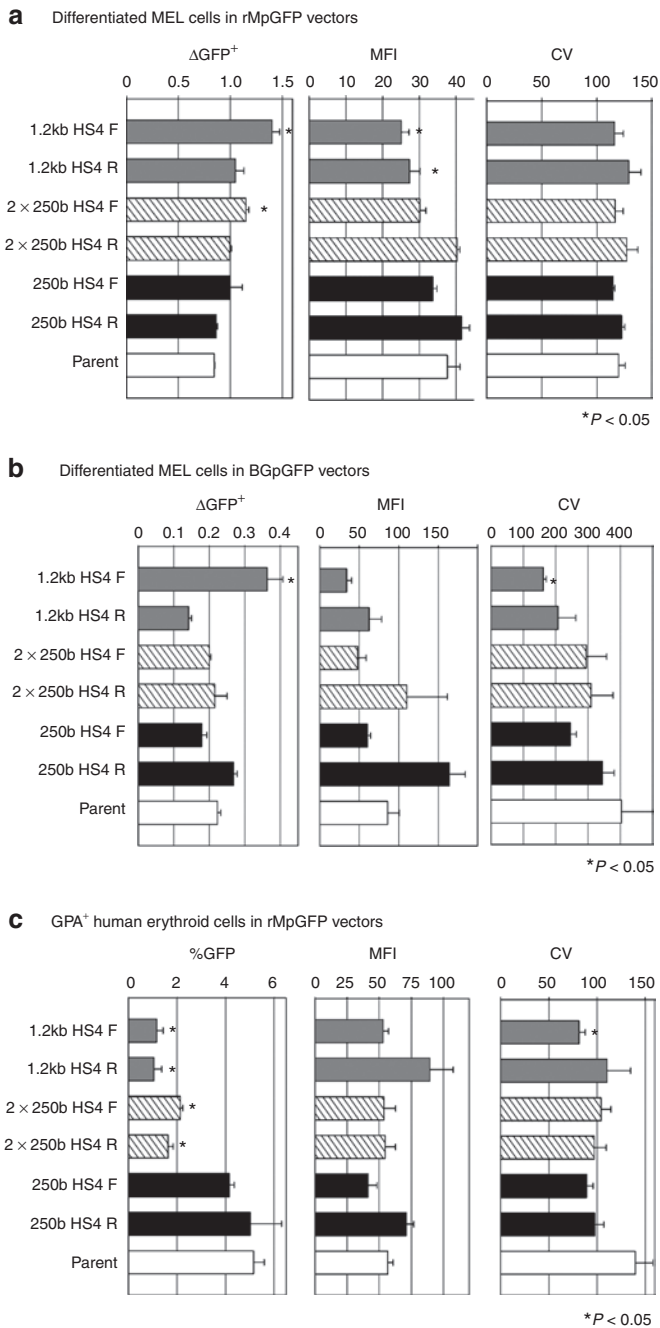 a Differentiated MEL cells in rMpGFP vectors
ΔGFP+ MFI CV
0 0.5 1.0 1.5 0 10 20 30 40 0 50 100 150
1.2kb HS4 F * *
1.2kb HS4 R *
2 × 250b HS4 F *
2 × 250b HS4 R
250b HS4 F
250b HS4 R
Parent
*P < 0.05
b Differentiated MEL cells in BGpGFP vectors
ΔGFP+ MFI CV
0 0.1 0.2 0.3 0.4 0 50 100 150 0 100 200 300 400
1.2kb HS4 F * *
1.2kb HS4 R
2 × 250b HS4 F
2 × 250b HS4 R
250b HS4 F
250b HS4 R
Parent
*P < 0.05
c GPA+ human erythroid cells in rMpGFP vectors
%GFP MFI CV
0 2 4 6 0 25 50 75 100 0 50 100 150
1.2kb HS4 F * *
1.2kb HS4 R *
2 × 250b HS4 F *
2 × 250b HS4 R *
250b HS4 F
250b HS4 R
Parent
*P < 0.05